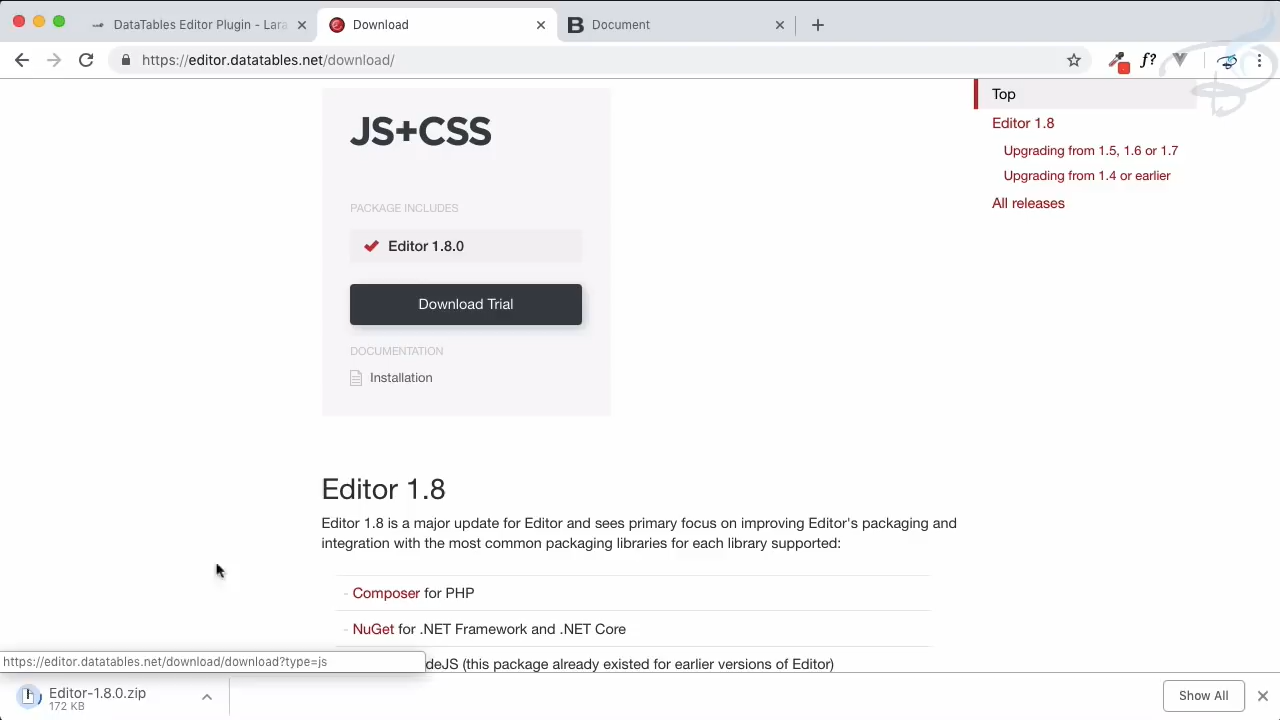 DataTables Editor Plugin - Lara
Download
Document
https://editor.datatables.net/download/
f?
JS+CSS
PACKAGE INCLUDES
Editor 1.8.0
Download Trial
DOCUMENTATION
Installation
Top
Editor 1.8
Upgrading from 1.5, 1.6 or 1.7
Upgrading from 1.4 or earlier
All releases
Editor 1.8
Editor 1.8 is a major update for Editor and sees primary focus on improving Editor's packaging and
integration with the most common packaging libraries for each library supported:
- Composer for PHP
- NuGet for .NET Framework and .NET Core
deJS (this package already existed for earlier versions of Editor)
https://editor.datatables.net/download/download?type=js
Editor-1.8.0.zip
172 KB
Show All